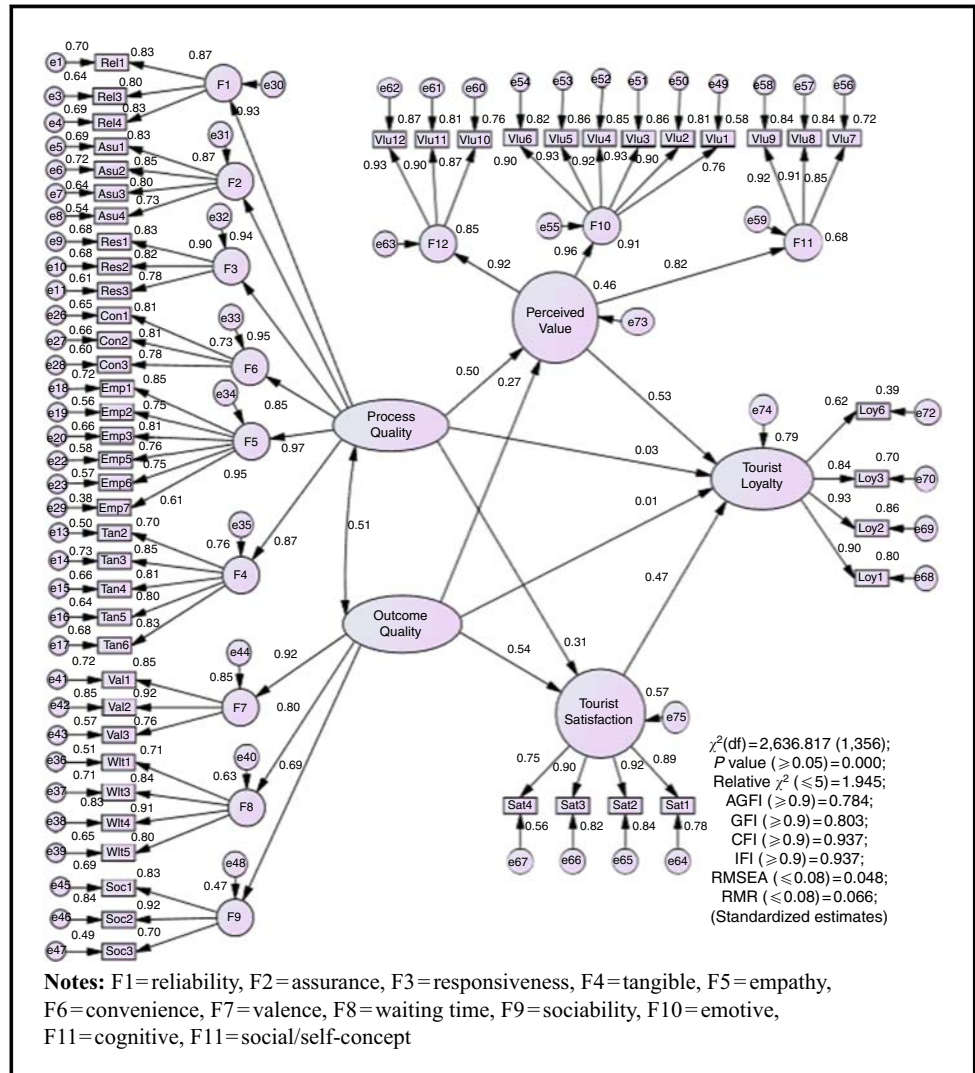 0.70 0.83 0.87
e1 Rel1
0.64 0.80
F1 e30
e3 Rel3
0.69 0.83 0.93
e4 Rel4
0.69 0.83 e31
e5 Asu1
0.87
0.72 0.85
e6 Asu2
F2
0.64 0.80
e7 Asu3
0.54 0.73
e8 Asu4
e32
0.68 0.83
e9 Res1
0.90 0.94
0.68 0.82
e10 Res2
F3
0.61 0.78
e11 Res3
0.65 0.81
e26 Con1
e33
0.66 0.81
e27 Con2
0.73 0.95
0.60 0.78
e28 Con3
F6
0.85
0.72 0.85
e18 Emp1
e34
0.56 0.75
e19 Emp2
0.66 0.81
e20 Emp3
F5
0.97
0.58 0.76
e22 Emp5
0.57 0.75
e23 Emp6
0.95
0.38 0.61
e29 Emp7
0.50 0.70
e13 Tan2
e35
0.73 0.85
e14 Tan3
0.76 0.87
0.66 0.81
e15 Tan4
F4
0.64 0.80
e16 Tan5
0.68 0.83
e17 Tan6
0.72 0.85
e41 Val1
e44
0.92
0.85 0.92
e42 Val2
0.85
F7
0.57 0.76
e43 Val3
0.80
0.51 0.71
e36 Wlt1
e40
0.69
0.71 0.84
e37 Wlt3
0.63
0.83 0.91
e38 Wlt4
F8
0.65 0.80
e39 Wlt5
0.69 0.83
e45 Soc1
e48
0.84 0.92
e46 Soc2
0.47
F9
0.49 0.70
e47 Soc3
e62 e61 e60 e54 e53 e52 e51 e50 e49 e58 e57 e56
0.87 0.81 0.76 0.82 0.86 0.85 0.86 0.81 0.58 0.84 0.84 0.72
Vlu12 Vlu11 Vlu10 Vlu6 Vlu5 Vlu4 Vlu3 Vlu2 Vlu1 Vlu9 Vlu8 Vlu7
0.93 0.90 0.87 0.90 0.93 0.92 0.93 0.90 0.76 0.92 0.91 0.85
e63 F12 0.85 e55 F10 0.91 e59 F11 0.68
0.92 0.96 0.82
0.46
Perceived
Value
e73
0.50 0.27
0.53
Process
Quality
0.03
0.51
0.01
e74
0.79
Tourist
Loyalty
0.62 0.39
Loy6 e72
0.84 0.70
Loy3 e70
0.93 0.86
Loy2 e69
0.90 0.80
Loy1 e68
0.47
Outcome
Quality
0.54 0.31
0.57
Tourist
Satisfaction
e75
0.75 0.90 0.92 0.89
Sat4 Sat3 Sat2 Sat1
0.56 0.82 0.84 0.78
e67 e66 e65 e64
χ²(df)=2,636.817 (1,356);
P value (⩾0.05)=0.000;
Relative χ² (⩽5)=1.945;
AGFI (⩾0.9)=0.784;
GFI (⩾0.9)=0.803;
CFI (⩾0.9)=0.937;
IFI (⩾0.9)=0.937;
RMSEA (⩽0.08)=0.048;
RMR (⩽0.08)=0.066;
(Standardized estimates)
Notes: F1=reliability, F2=assurance, F3=responsiveness, F4=tangible, F5=empathy,
F6=convenience, F7=valence, F8=waiting time, F9=sociability, F10=emotive,
F11=cognitive, F11=social/self-concept